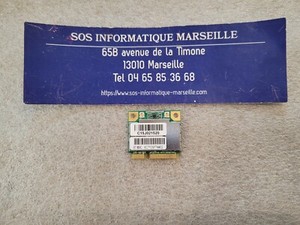 SOS INFORMATIQUE MARSEILLE
65B avenue de la Timone
13010 Marseille
Tel 04 65 85 36 68
https://www.sos-informatique-marseille.com